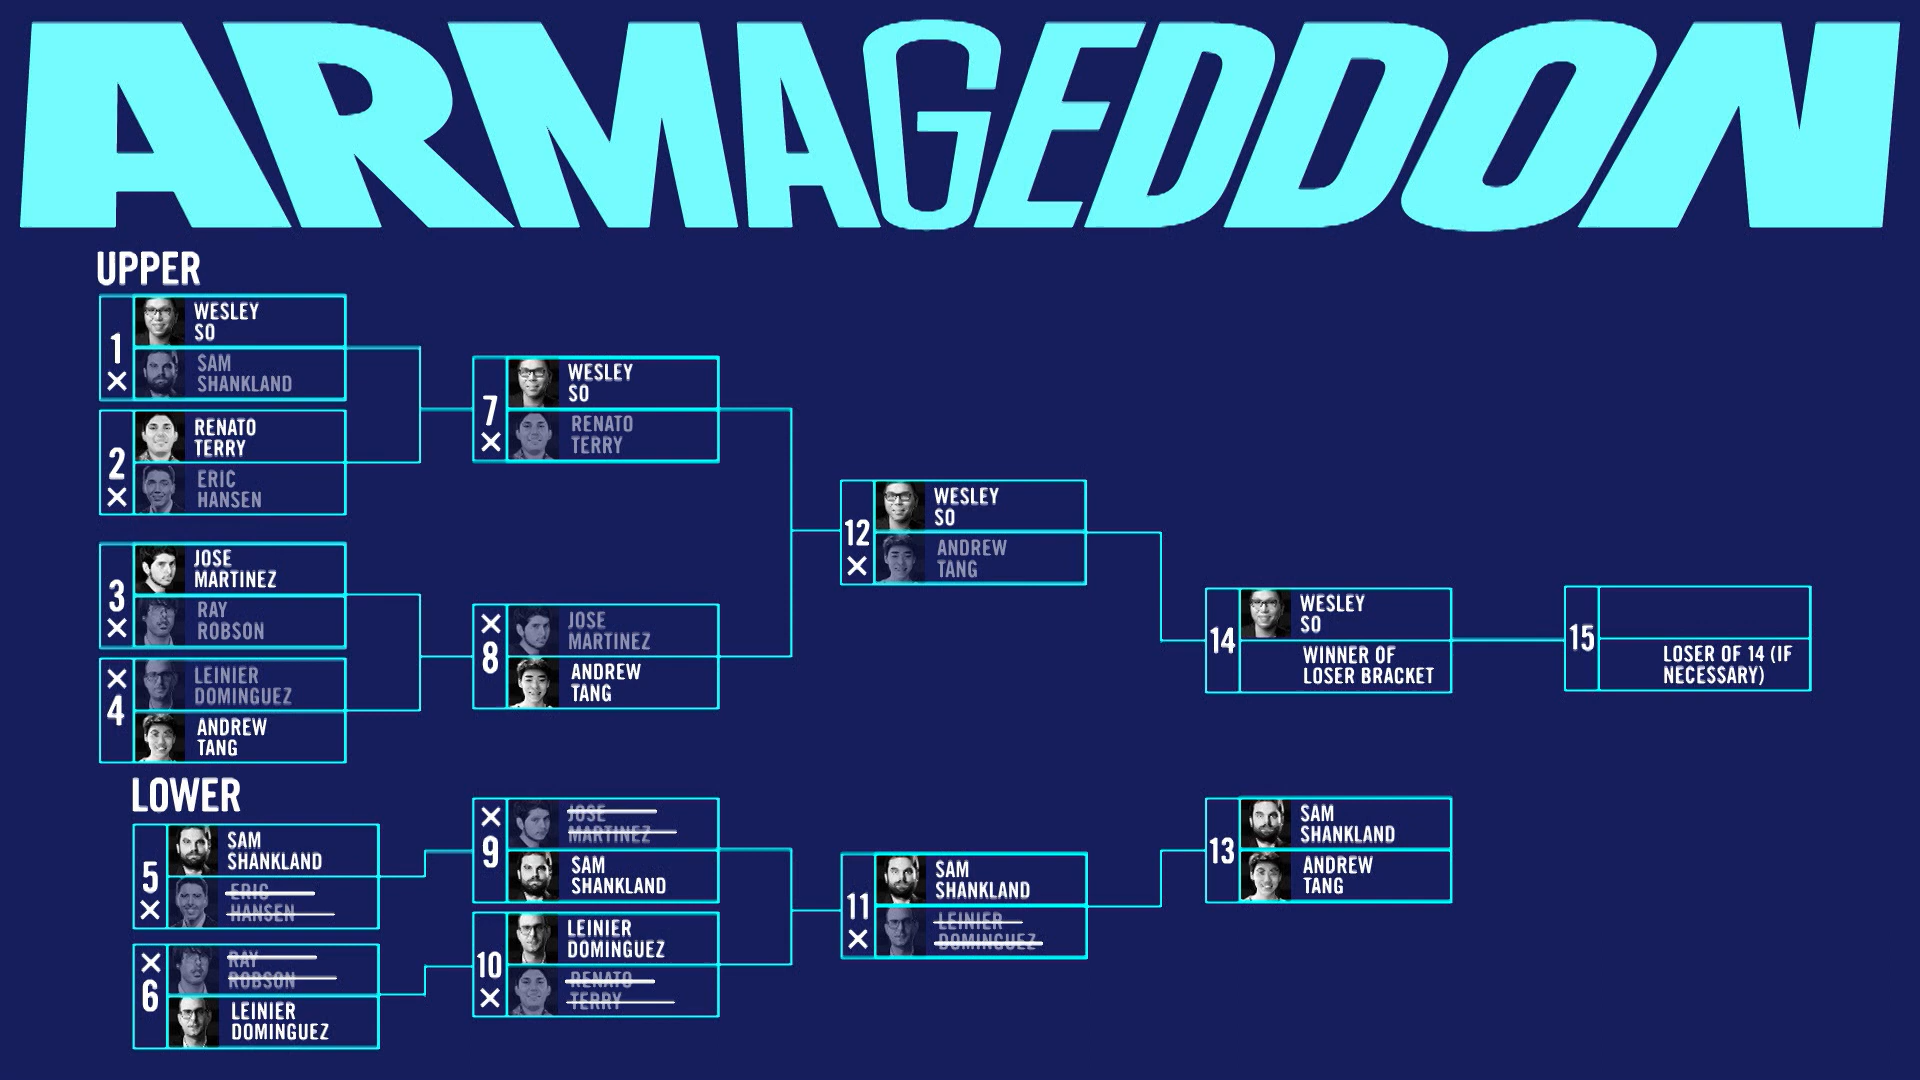 ARMAGEDDON
UPPER
1
WESLEY
SO
SAM
SHANKLAND
2
RENATO
TERRY
ERIC
HANSEN
3
JOSE
MARTINEZ
RAY
ROBSON
4
LEINIER
DOMINGUEZ
ANDREW
TANG
7
WESLEY
SO
RENATO
TERRY
8
JOSE
MARTINEZ
ANDREW
TANG
12
WESLEY
SO
ANDREW
TANG
14
WESLEY
SO
WINNER OF
LOSER BRACKET
15
LOSER OF 14 (IF
NECESSARY)
LOWER
5
SAM
SHANKLAND
ERIC
HANSEN
6
RAY
ROBSON
LEINIER
DOMINGUEZ
9
JOSE
MARTINEZ
SAM
SHANKLAND
10
LEINIER
DOMINGUEZ
RENATO
TERRY
11
SAM
SHANKLAND
LEINIER
DOMINGUEZ
13
SAM
SHANKLAND
ANDREW
TANG